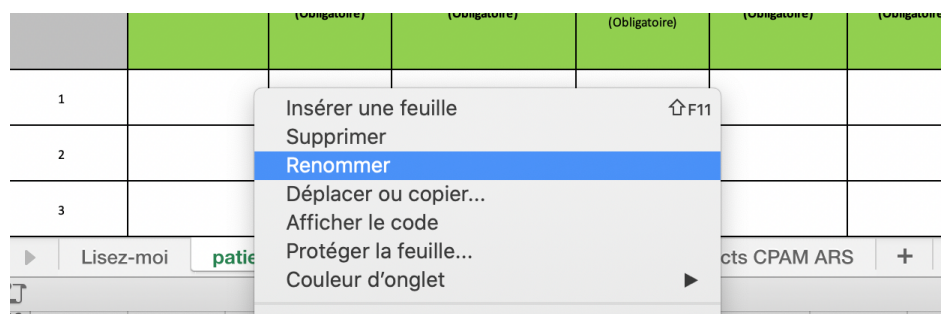 (Obligatoire) (Obligatoire) (Obligatoire) (Obligatoire) (Obligatoire
1
2
3
Insérer une feuille ⇧F11
Supprimer
Renommer
Déplacer ou copier...
Afficher le code
Protéger la feuille...
Couleur d'onglet ▶
Lisez-moi patie cts CPAM ARS +